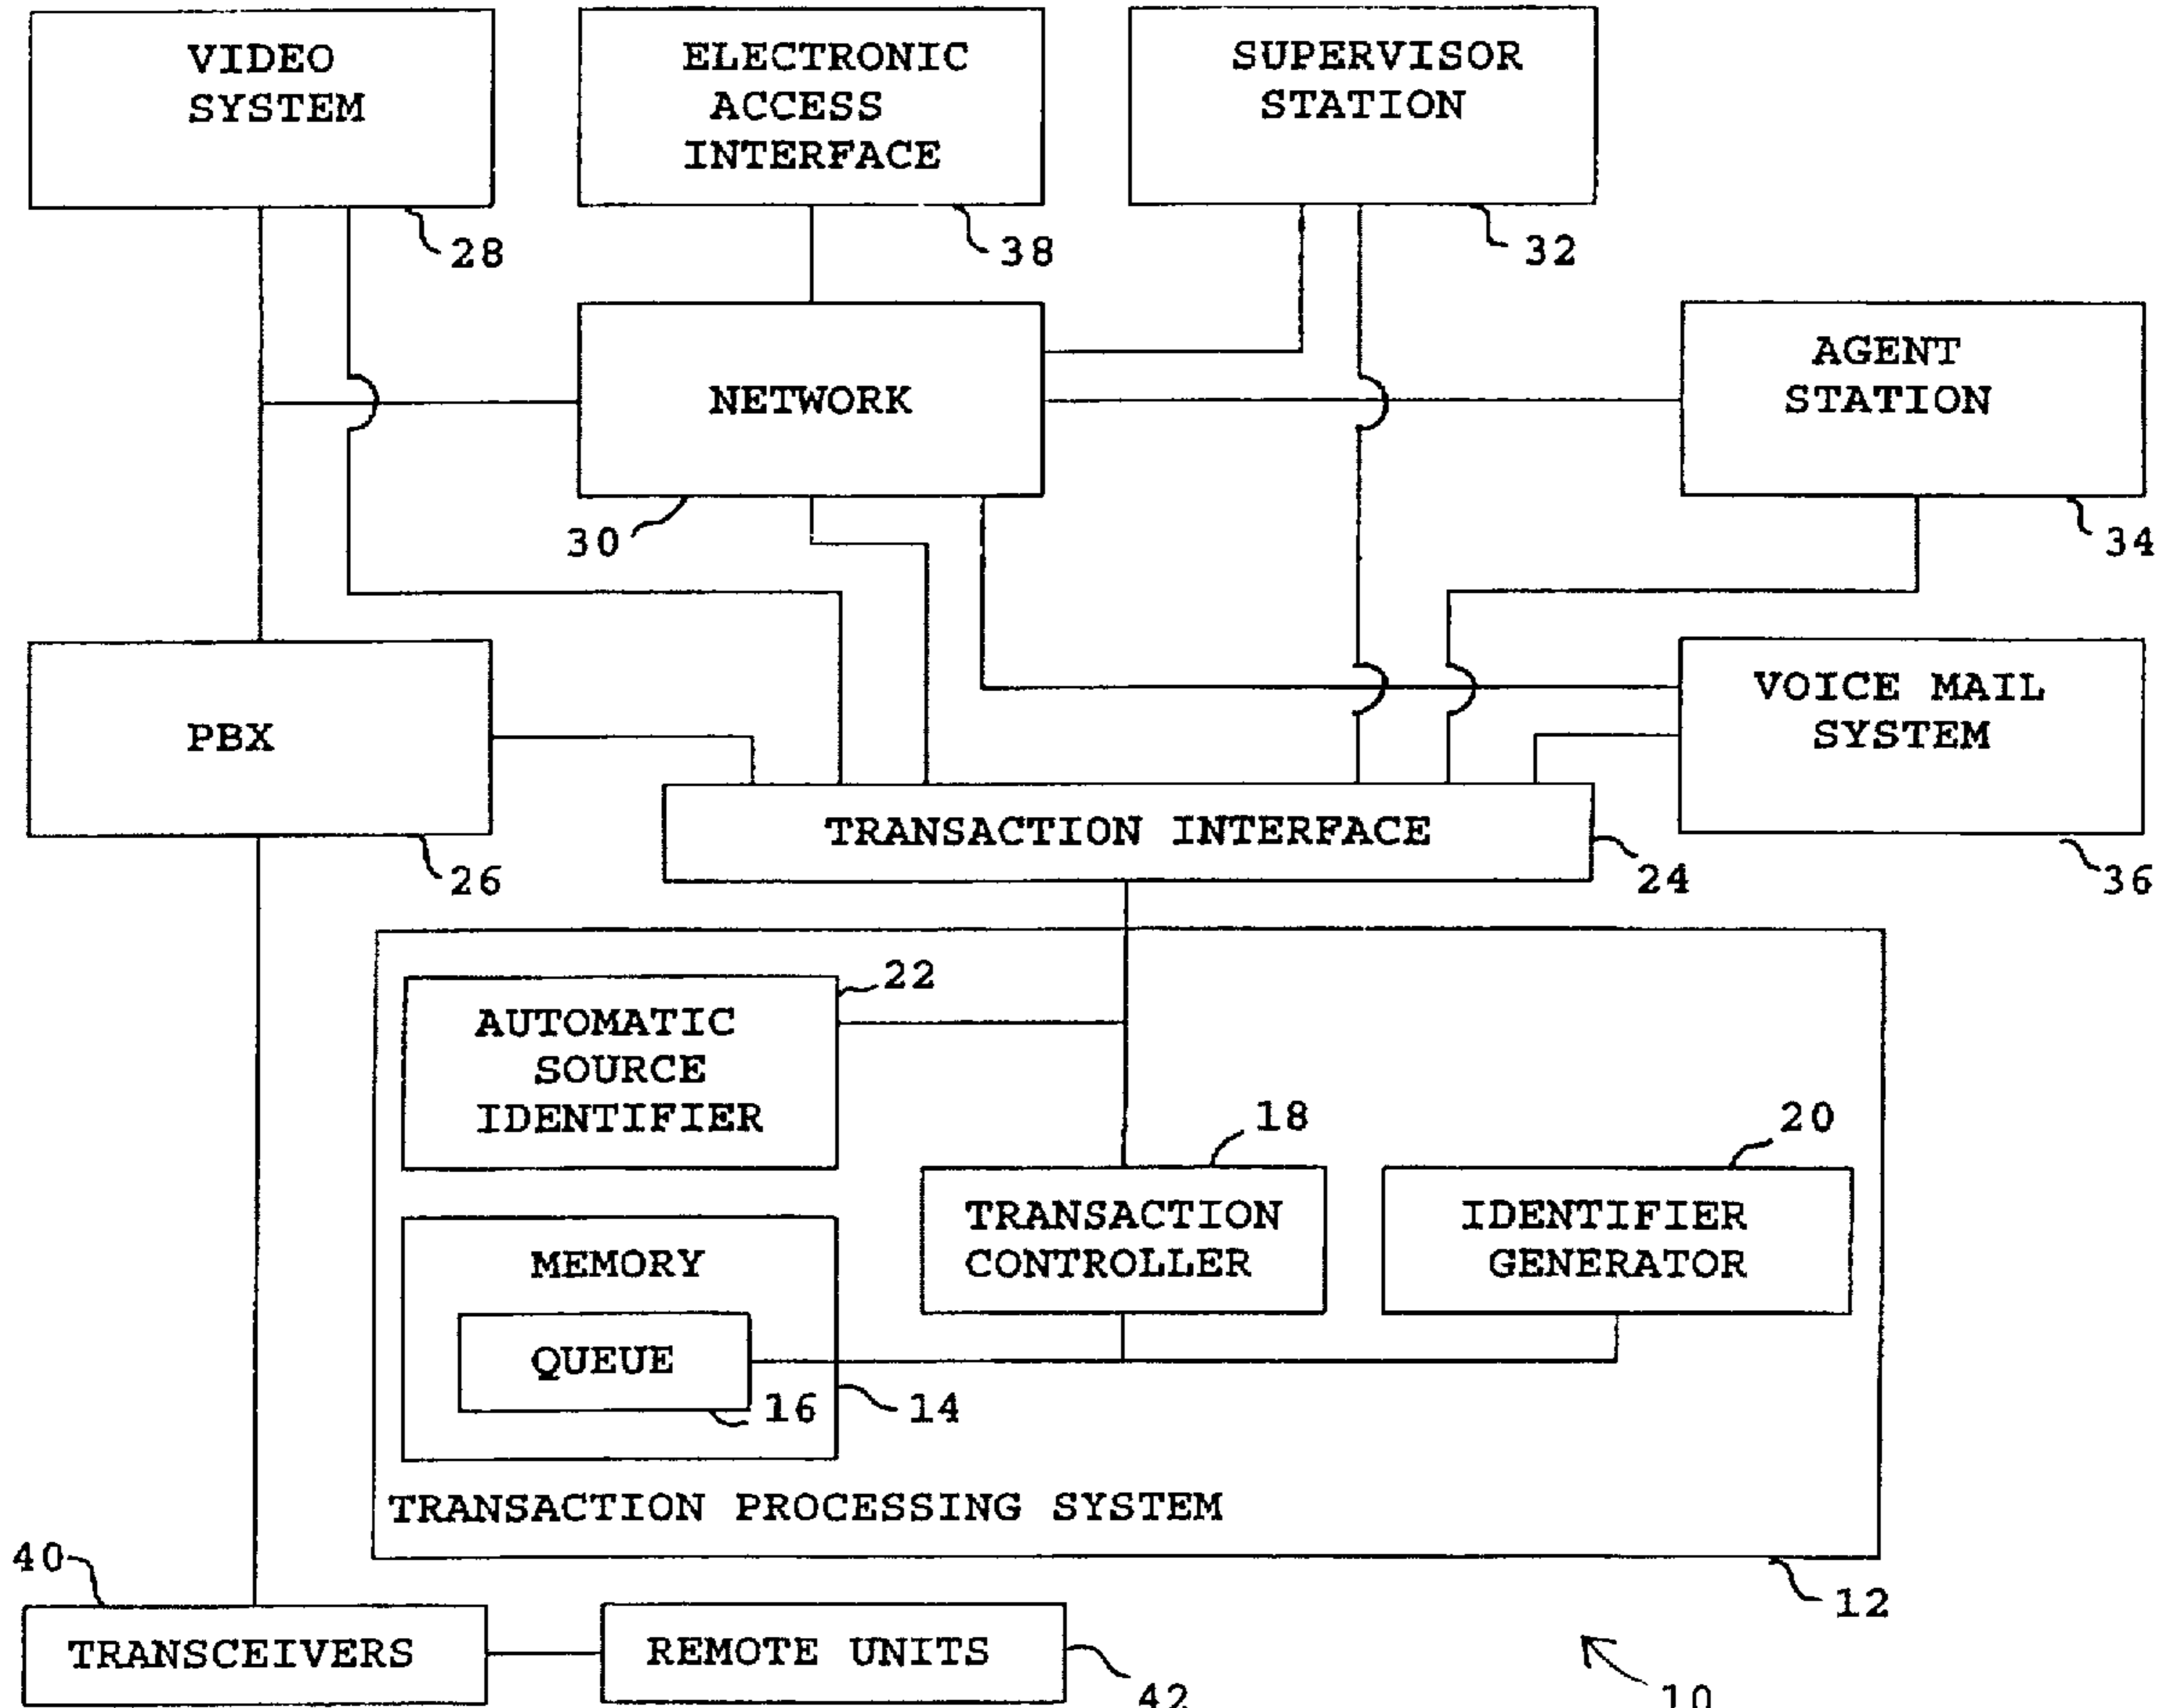 VIDEO
SYSTEM
28
ELECTRONIC
ACCESS
INTERFACE
38
SUPERVISOR
STATION
32
NETWORK
30
AGENT
STATION
34
PBX
26
VOICE MAIL
SYSTEM
36
TRANSACTION INTERFACE
24
AUTOMATIC
SOURCE
IDENTIFIER
22
TRANSACTION
CONTROLLER
18
IDENTIFIER
GENERATOR
20
MEMORY
QUEUE
16
14
TRANSACTION PROCESSING SYSTEM
12
40
TRANSCEIVERS
REMOTE UNITS
42
10